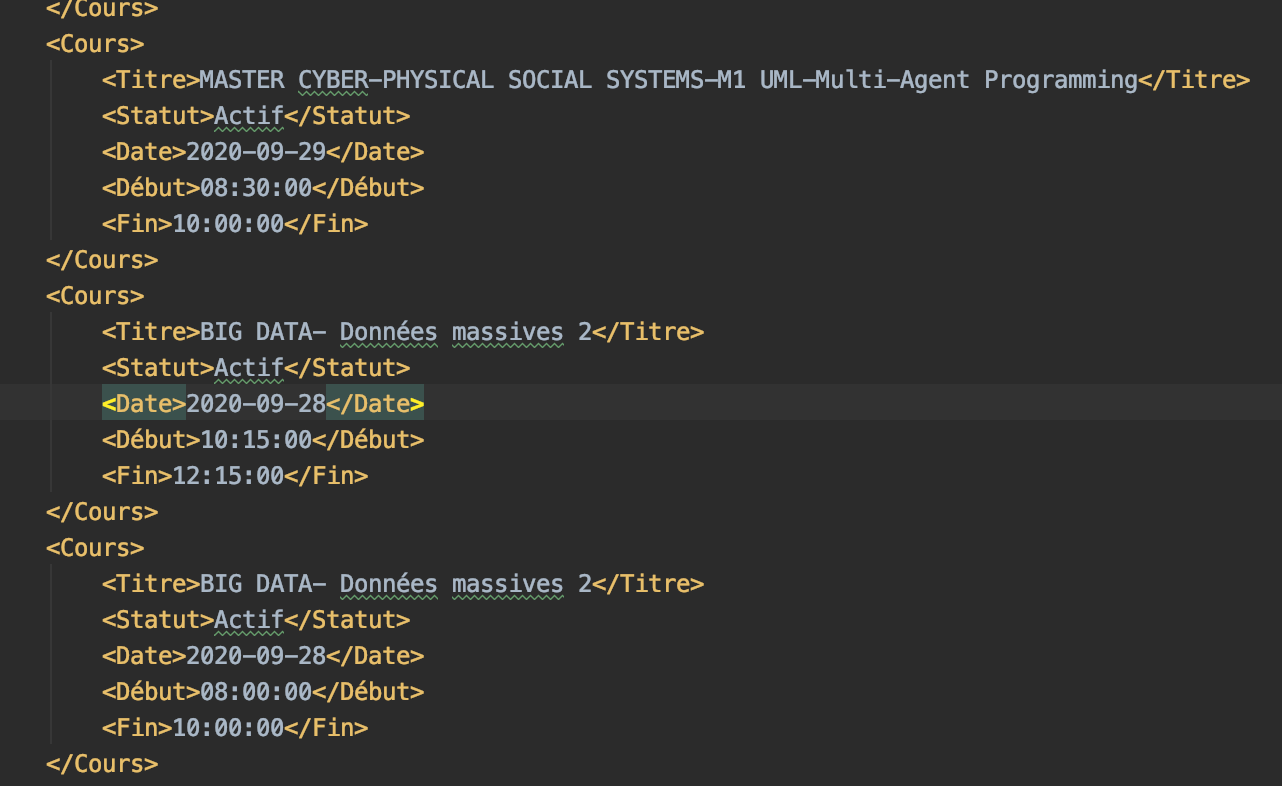 </Cours>
<Cours>
<Titre>MASTER CYBER-PHYSICAL SOCIAL SYSTEMS-M1 UML-Multi-Agent Programming</Titre>
<Statut>Actif</Statut>
<Date>2020-09-29</Date>
<Début>08:30:00</Début>
<Fin>10:00:00</Fin>
</Cours>
<Cours>
<Titre>BIG DATA- Données massives 2</Titre>
<Statut>Actif</Statut>
<Date>2020-09-28</Date>
<Début>10:15:00</Début>
<Fin>12:15:00</Fin>
</Cours>
<Cours>
<Titre>BIG DATA- Données massives 2</Titre>
<Statut>Actif</Statut>
<Date>2020-09-28</Date>
<Début>08:00:00</Début>
<Fin>10:00:00</Fin>
</Cours>